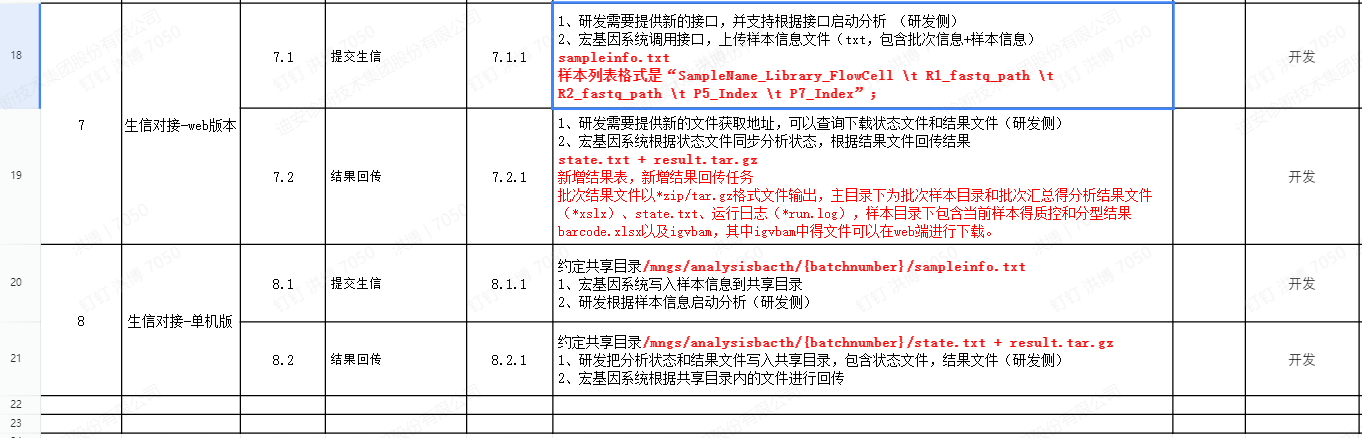 18
7.1
提交生信
7.1.1
1、研发需要提供新的接口，并支持根据接口启动分析 （研发侧）
2、宏基因系统调用接口，上传样本信息文件（txt，包含批次信息+样本信息）
sampleinfo.txt
样本列表格式是“SampleName_Library_FlowCell \t R1_fastq_path \t
R2_fastq_path \t P5_Index \t P7_Index”；
开发
7
生信对接-web版本
19
7.2
结果回传
7.2.1
1、研发需要提供新的文件获取地址，可以查询下载状态文件和结果文件（研发侧）
2、宏基因系统根据状态文件同步分析状态，根据结果文件回传结果
state.txt + result.tar.gz
新增结果表，新增结果回传任务
批次结果文件以*zip/tar.gz格式文件输出，主目录下为批次样本目录和批次汇总得分析结果文件
（*xslx）、state.txt、运行日志（*run.log），样本目录下包含当前样本得质控和分型结果
barcode.xlsx以及igvbam，其中igvbam中得文件可以在web端进行下载。
开发
20
8.1
提交生信
8.1.1
约定共享目录/mngs/analysisbacth/{batchnumber}/sampleinfo.txt
1、宏基因系统写入样本信息到共享目录
2、研发根据样本信息启动分析（研发侧）
开发
8
生信对接-单机版
21
8.2
结果回传
8.2.1
约定共享目录/mngs/analysisbacth/{batchnumber}/state.txt + result.tar.gz
1、研发把分析状态和结果文件写入共享目录，包含状态文件，结果文件（研发侧）
2、宏基因系统根据共享目录内的文件进行回传
开发
22
23